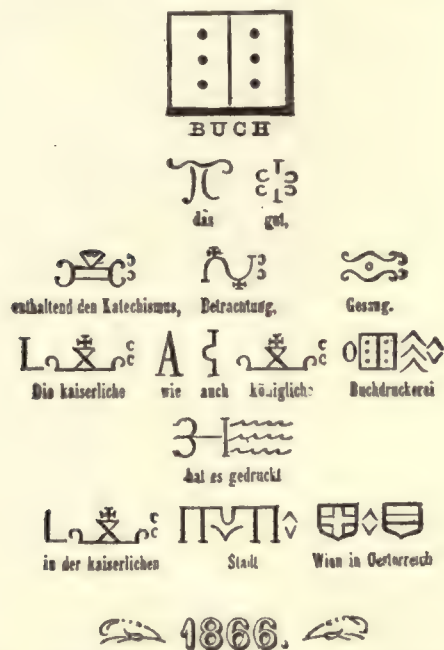 BUCH
das gut,
enthaltend den Katechismus, Betrachtung, Gesang.
Die kaiserliche wie auch königliche Buchdruckerei
hat es gedruckt
in der kaiserlichen Stadt Wien in Oesterreich
1866.